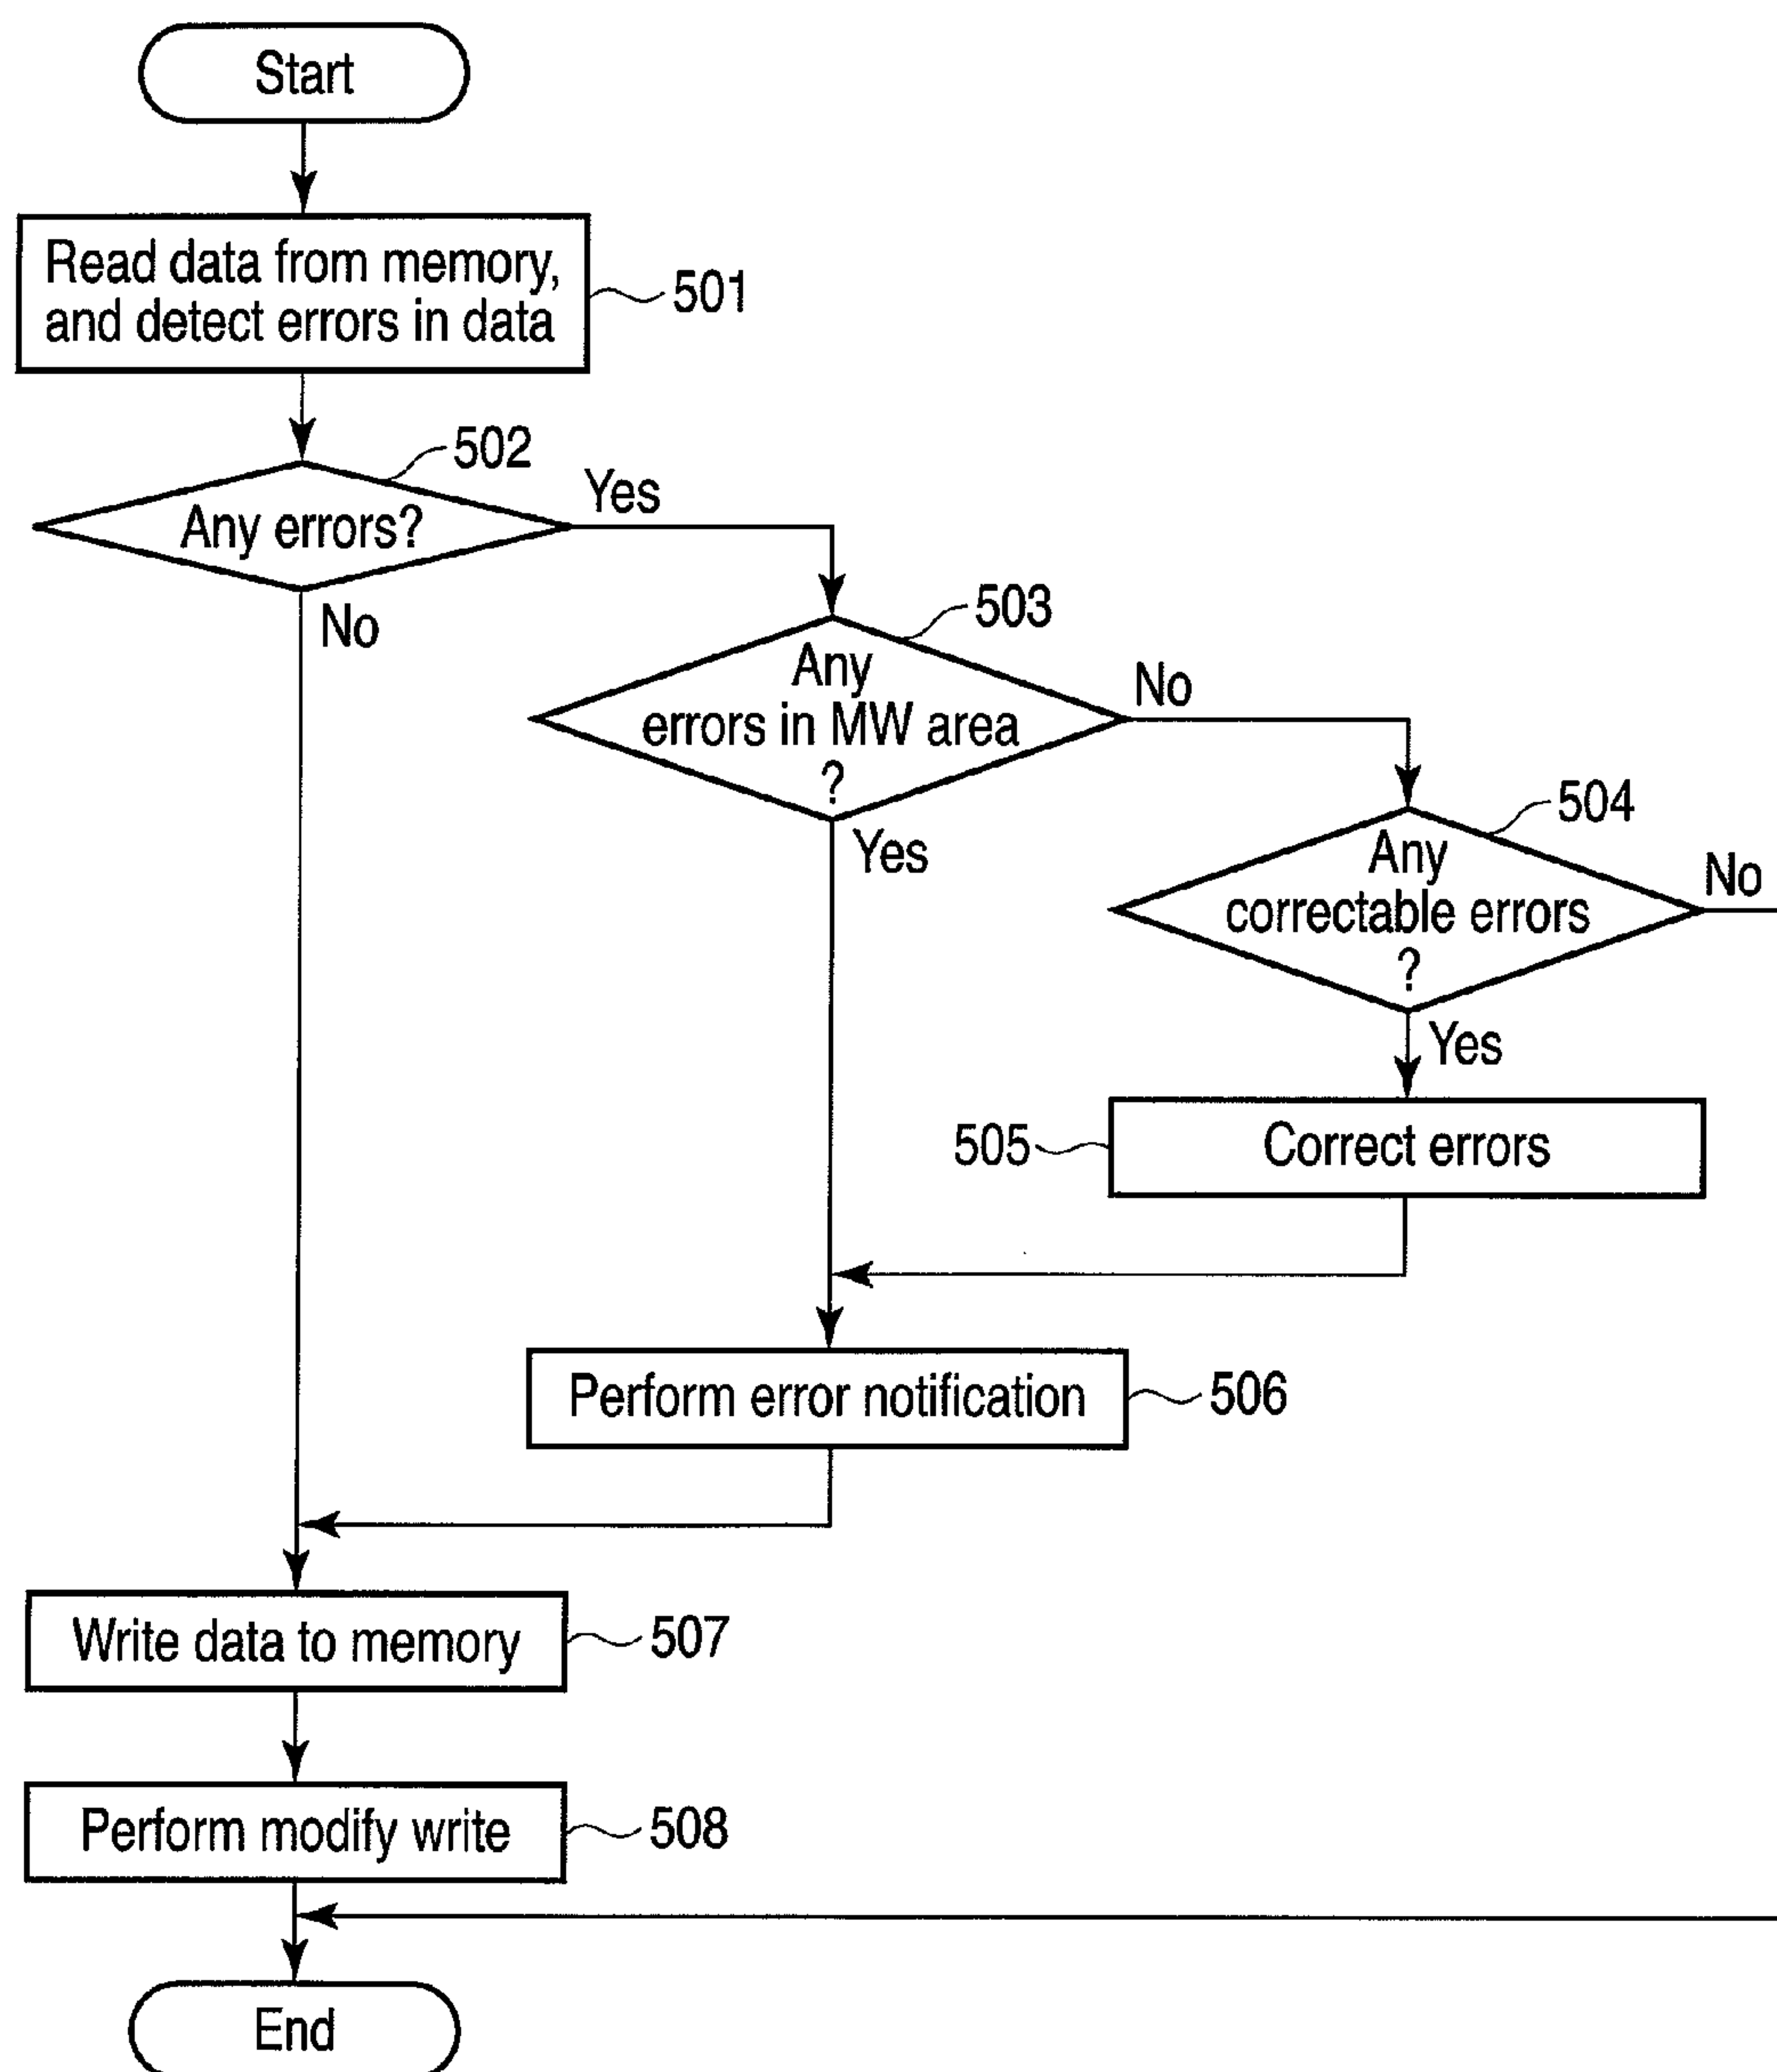 Start
Read data from memory,
and detect errors in data
501
502
Any errors?
Yes
No
503
Any
errors in MW area
?
No
Yes
504
Any
correctable errors
?
No
Yes
505
Correct errors
Perform error notification
506
Write data to memory
507
Perform modify write
508
End